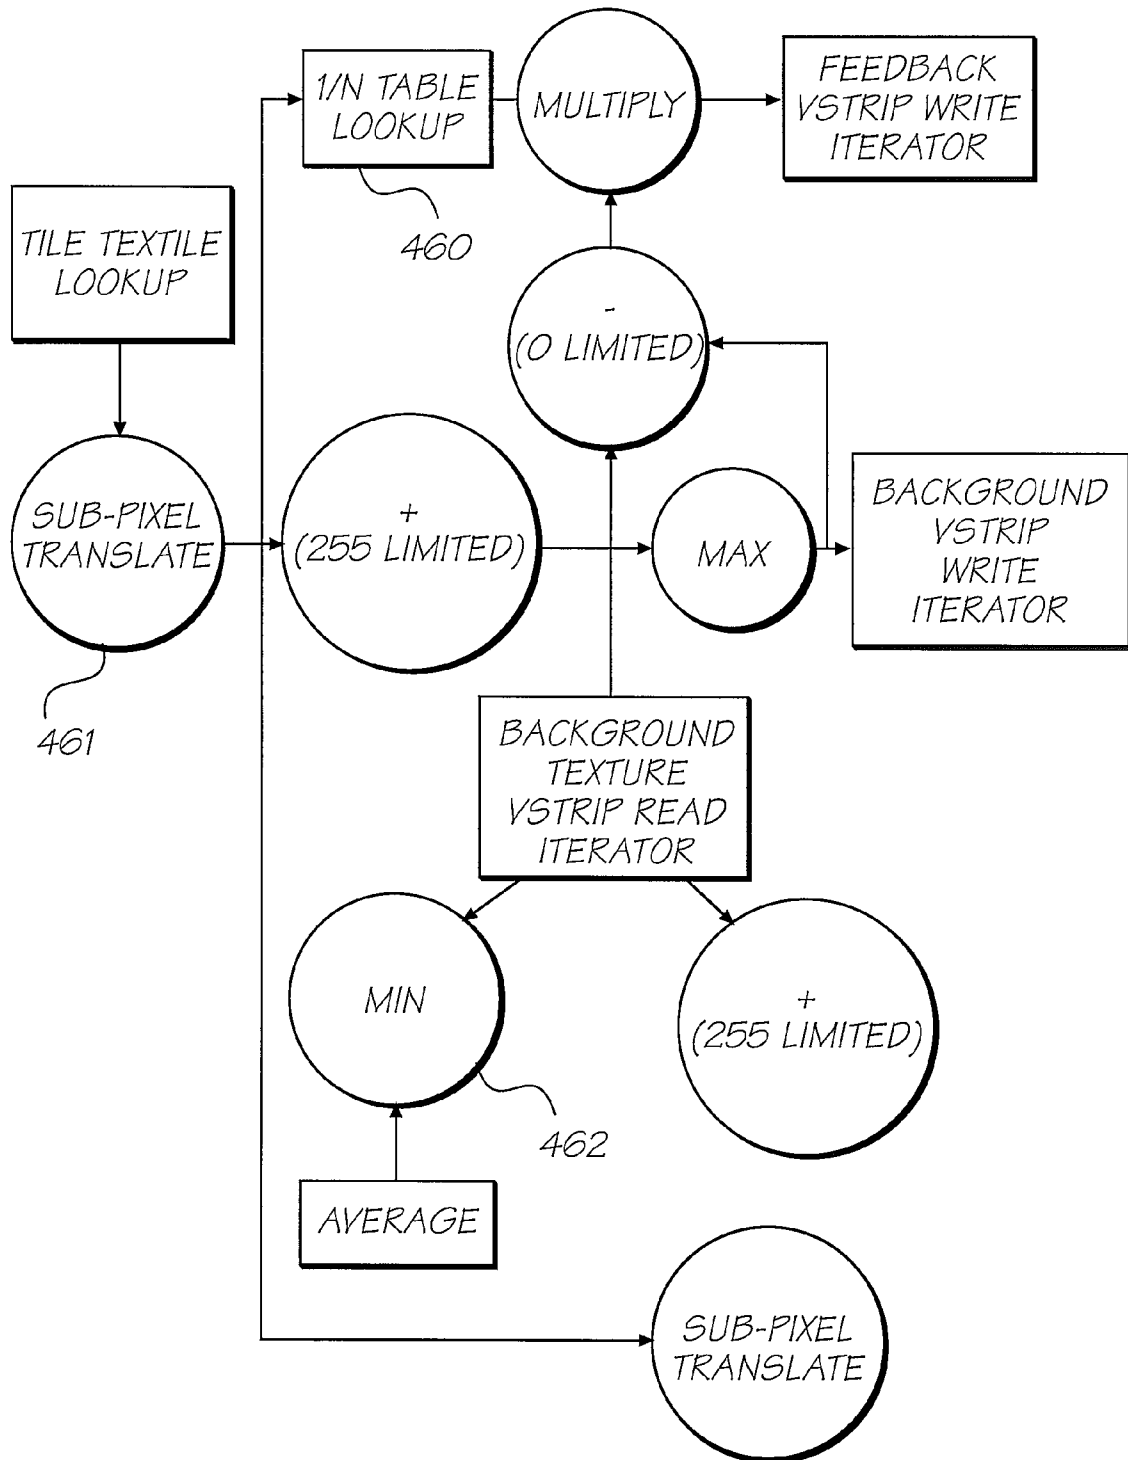 1/N TABLE
LOOKUP
MULTIPLY
FEEDBACK
VSTRIP WRITE
ITERATOR
460
TILE TEXTILE
LOOKUP
-
(0 LIMITED)
SUB-PIXEL
TRANSLATE
461
+
(255 LIMITED)
MAX
BACKGROUND
VSTRIP
WRITE
ITERATOR
BACKGROUND
TEXTURE
VSTRIP READ
ITERATOR
MIN
462
+
(255 LIMITED)
AVERAGE
SUB-PIXEL
TRANSLATE